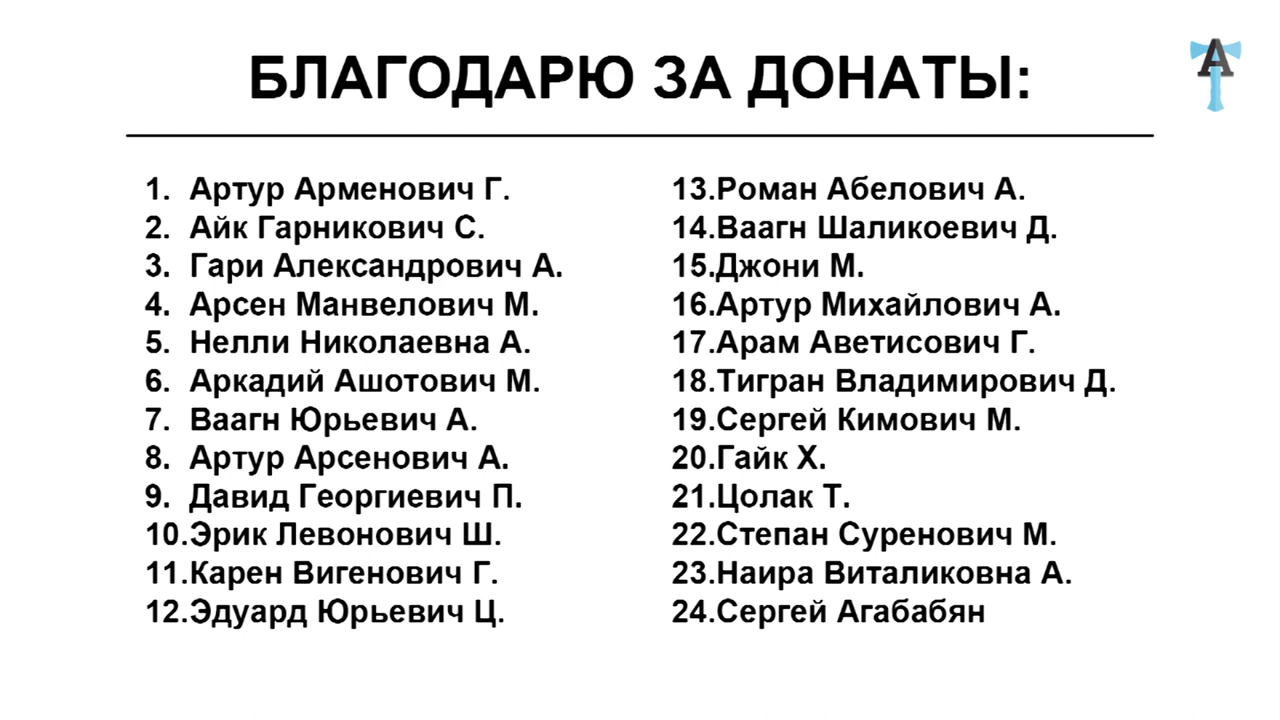 БЛАГОДАРЮ ЗА ДОНАТЫ:
A
1. Артур Арменович Г.
2. Айк Гарникович С.
3. Гари Александрович А.
4. Арсен Манвелович М.
5. Нелли Николаевна А.
6. Аркадий Ашотович М.
7. Ваагн Юрьевич А.
8. Артур Арсенович А.
9. Давид Георгиевич П.
10.Эрик Левонович Ш.
11.Карен Вигенович Г.
12.Эдуард Юрьевич Ц.
13.Роман Абелович А.
14.Ваагн Шаликоевич Д.
15.Джони М.
16.Артур Михайлович А.
17.Арам Аветисович Г.
18.Тигран Владимирович Д.
19.Сергей Кимович М.
20.Гайк Х.
21.Цолак Т.
22.Степан Суренович М.
23.Наира Виталиковна А.
24.Сергей Агабабян